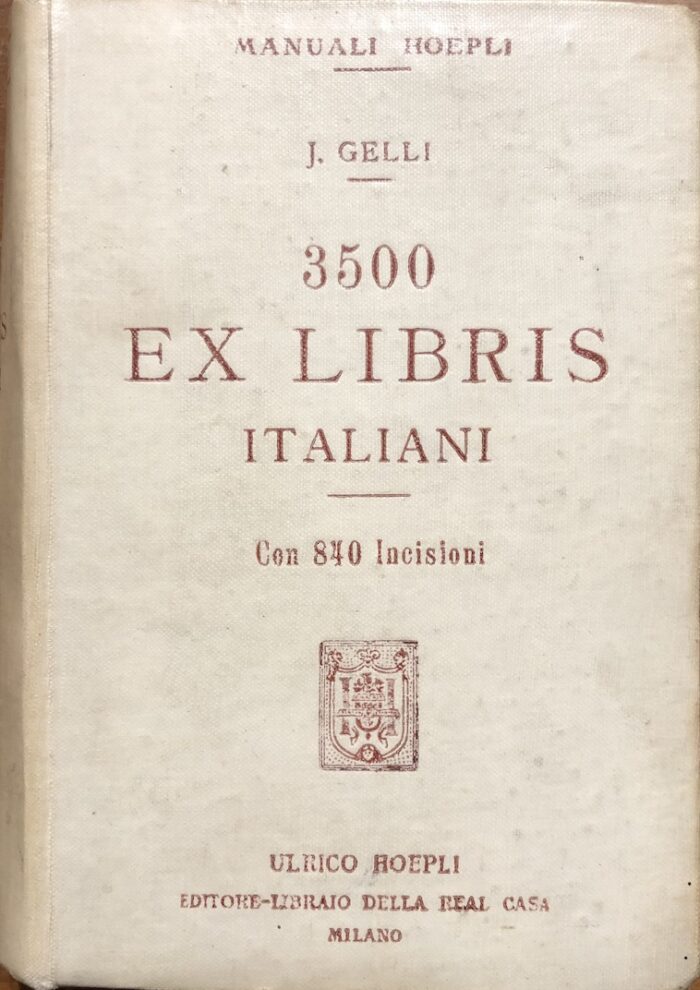 MANUALI HOEPLI
J. GELLI
3500
EX LIBRIS
ITALIANI
Con 840 Incisioni
ULRICO HOEPLI
EDITORE-LIBRAIO DELLA REAL CASA
MILANO
S